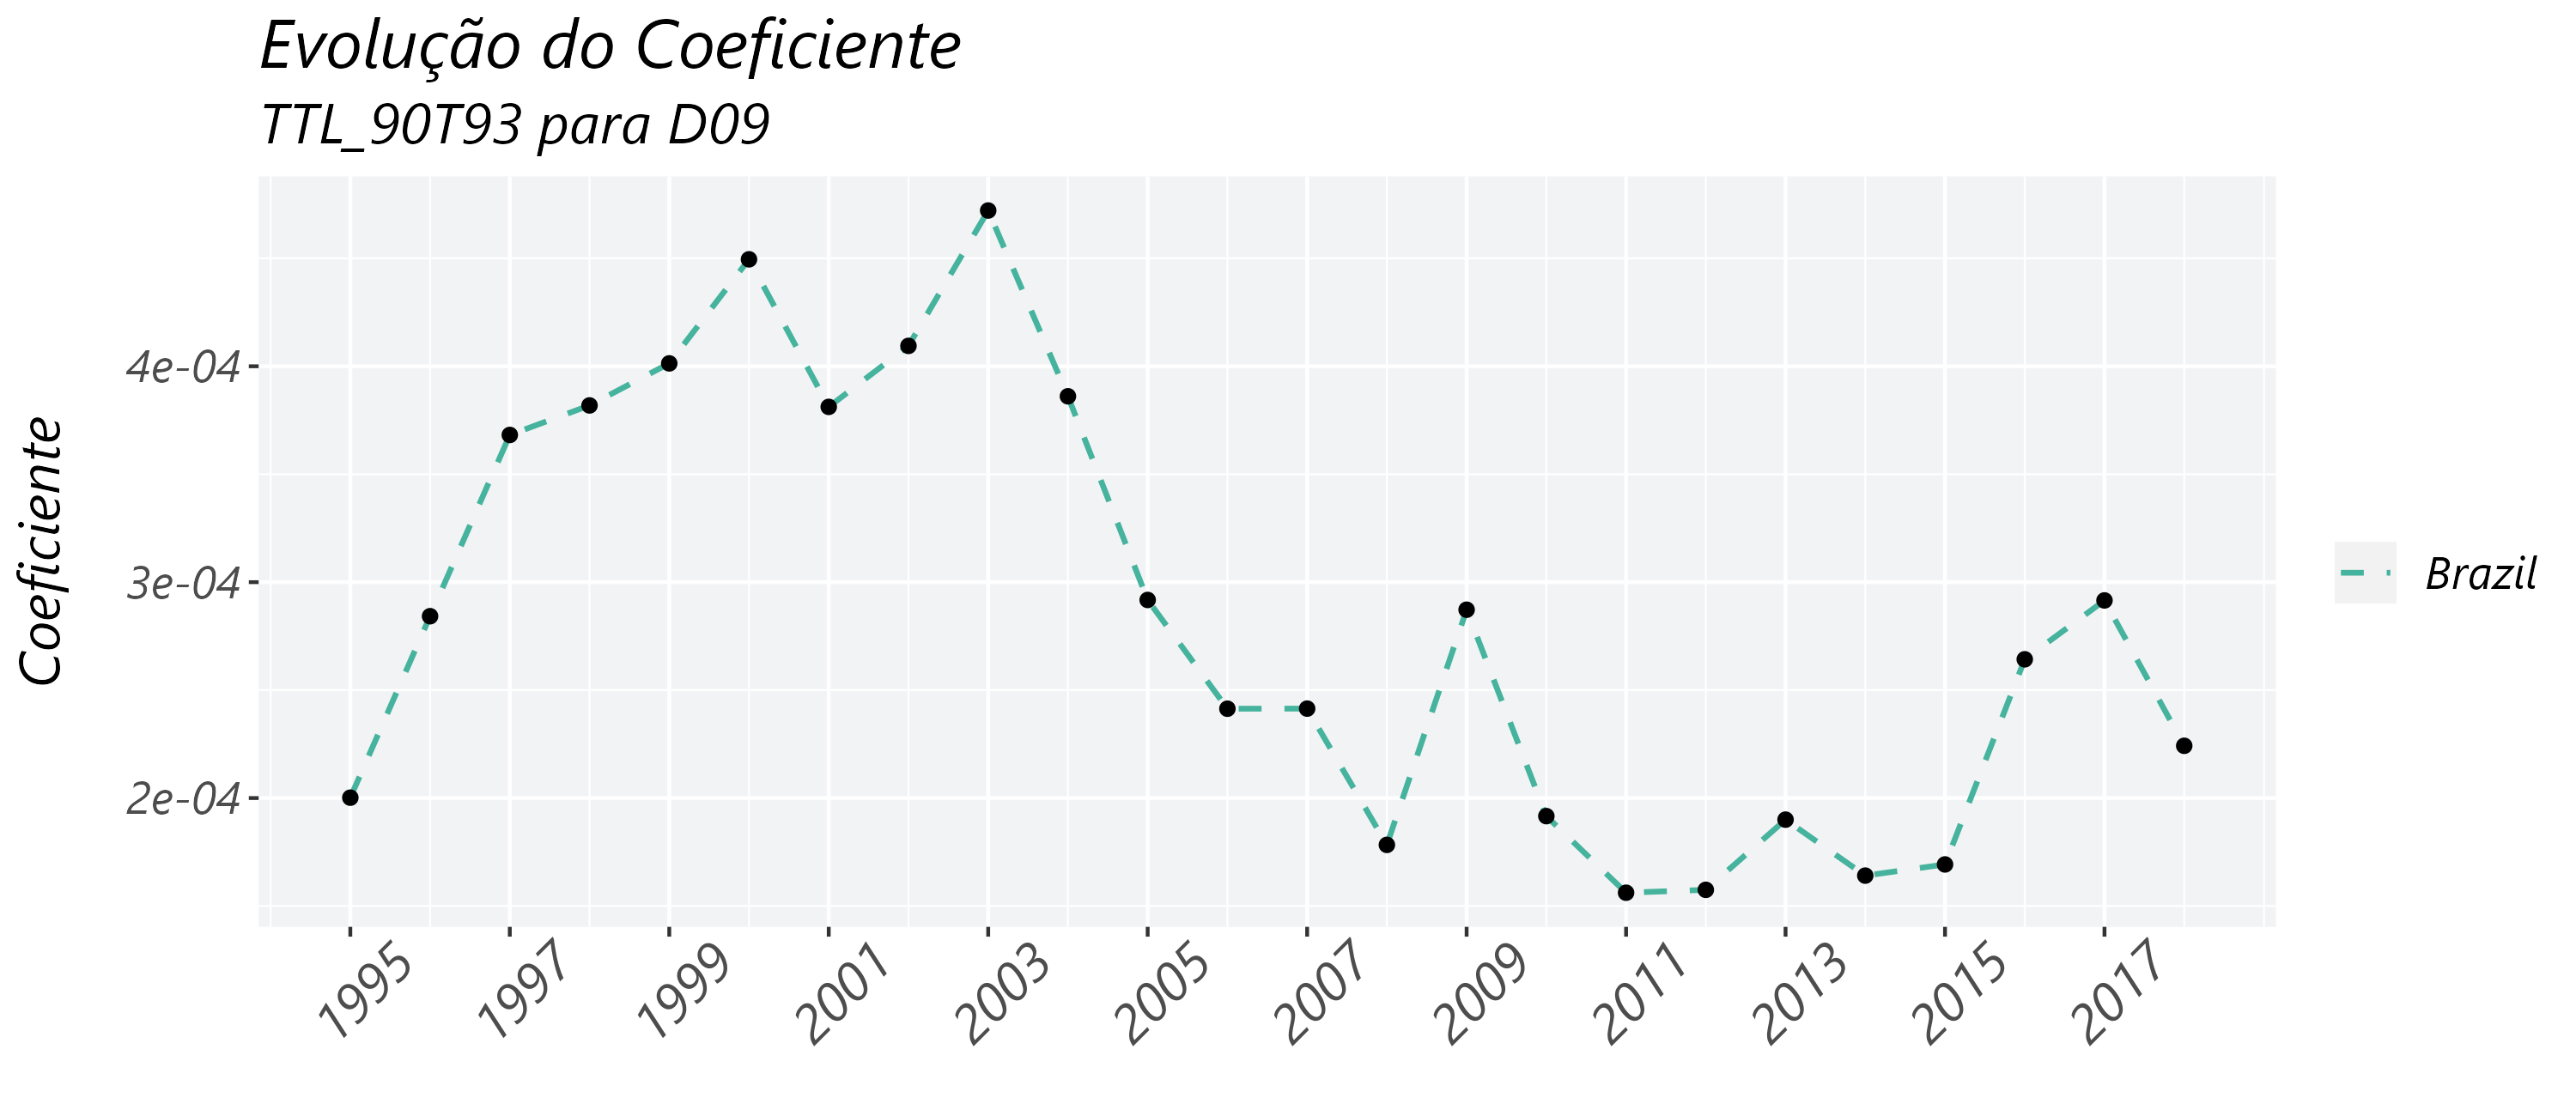 Evolução do Coeficiente
TTL_90T93 para D09
Coeficiente
4e-04
3e-04
2e-04
1995
1997
1999
2001
2003
2005
2007
2009
2011
2013
2015
2017
Brazil